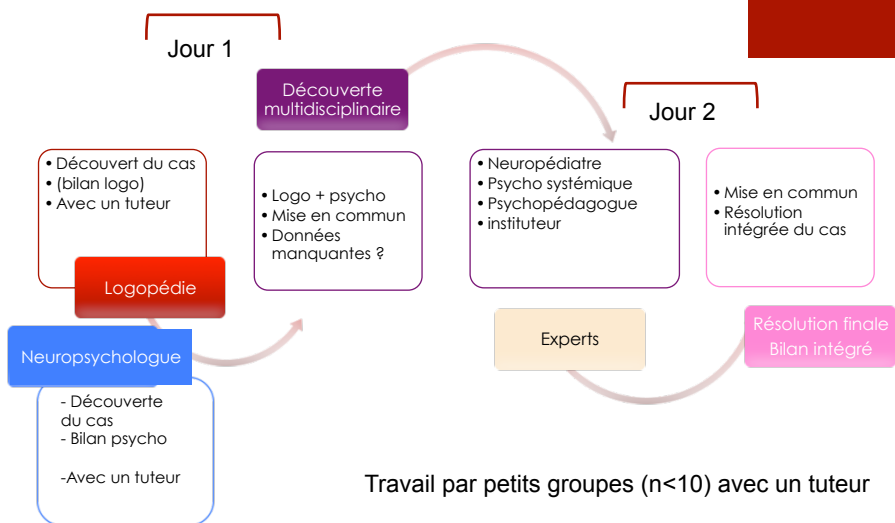 Jour 1
Découverte
multidisciplinaire
Jour 2
• Découvert du cas
• (bilan logo)
• Avec un tuteur
Logopédie
Neuropsychologue
- Découverte
du cas
- Bilan psycho
-Avec un tuteur
• Logo + psycho
• Mise en commun
• Données
manquantes ?
• Neuropédiatre
• Psycho systémique
• Psychopédagogue
• instituteur
Experts
• Mise en commun
• Résolution
intégrée du cas
Résolution finale
Bilan intégré
Travail par petits groupes (n<10) avec un tuteur